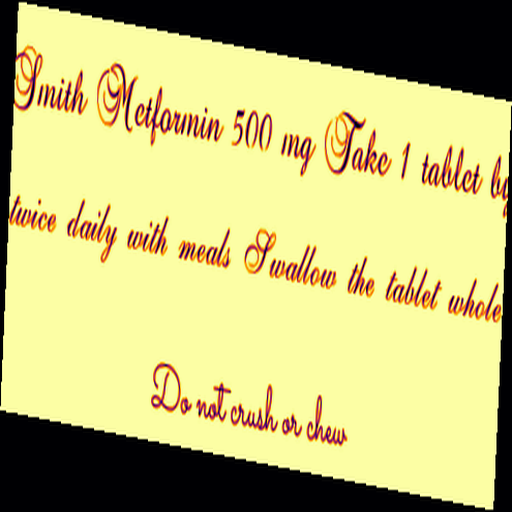 Smith Metformin 500 mg Take 1 tablet by
twice daily with meals Swallow the tablet whole
Do not crush or chew